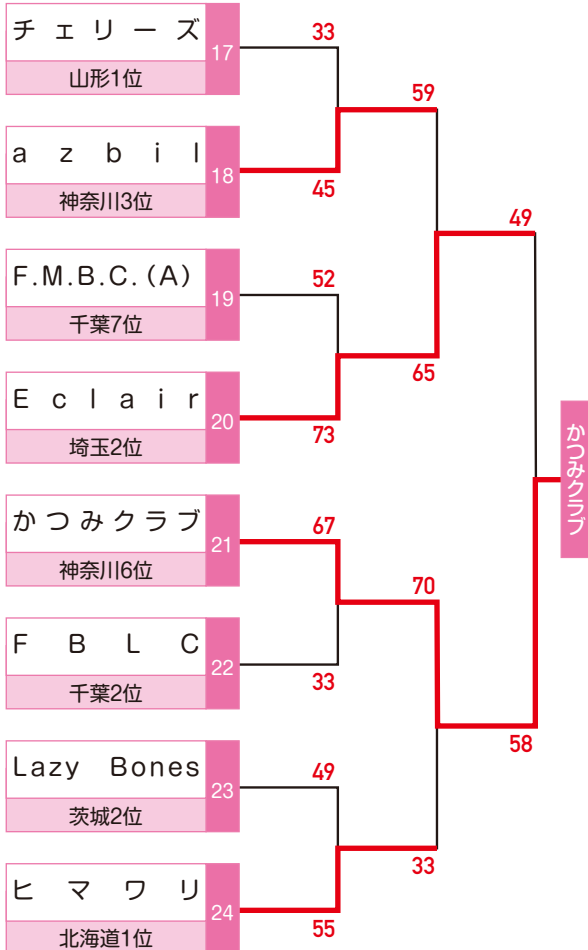 チェリーズ
17
山形1位
33
59
azbil
18
神奈川3位
45
49
F.M.B.C.(A)
19
千葉7位
52
65
Eclair
20
埼玉2位
73
かつみクラブ
かつみクラブ
21
神奈川6位
67
70
FBLC
22
千葉2位
33
58
Lazy Bones
23
茨城2位
49
33
ヒマワリ
24
北海道1位
55